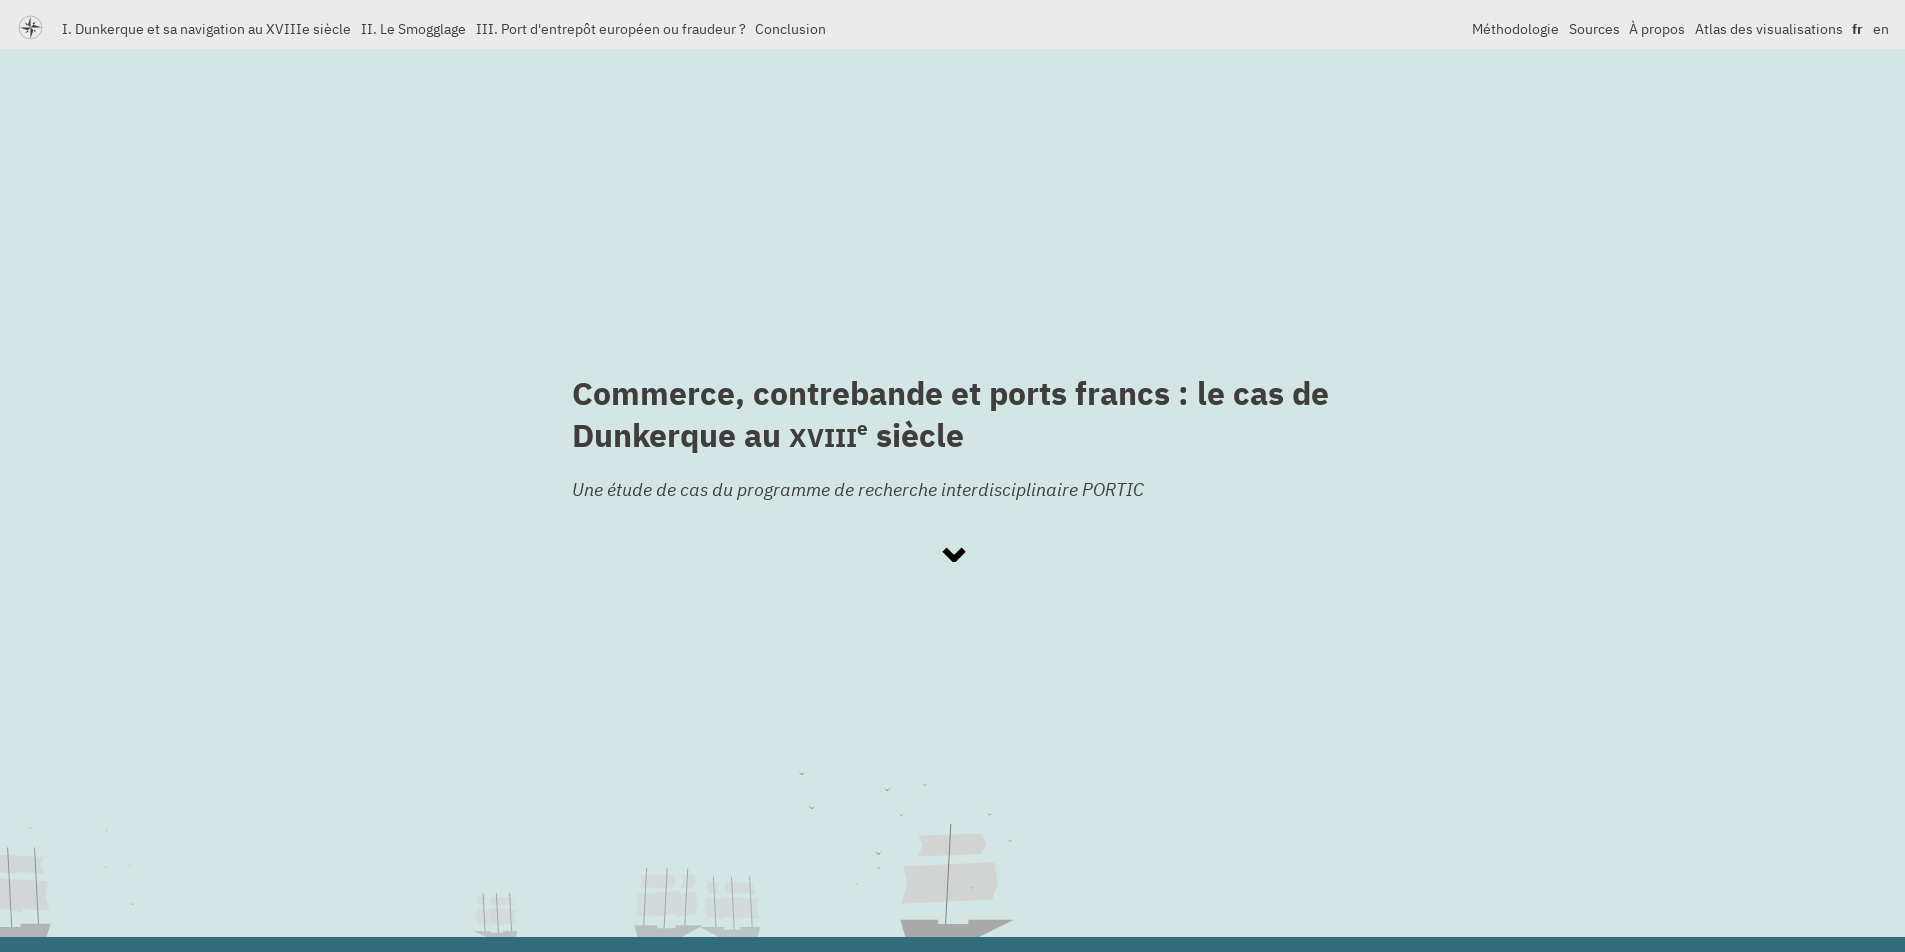 I. Dunkerque et sa navigation au XVIIIe siècle II. Le Smogglage III. Port d'entrepôt européen ou fraudeur ? Conclusion Méthodologie Sources À propos Atlas des visualisations fr en
Commerce, contrebande et ports francs : le cas de
Dunkerque au XVIIIe siècle
Une étude de cas du programme de recherche interdisciplinaire PORTIC